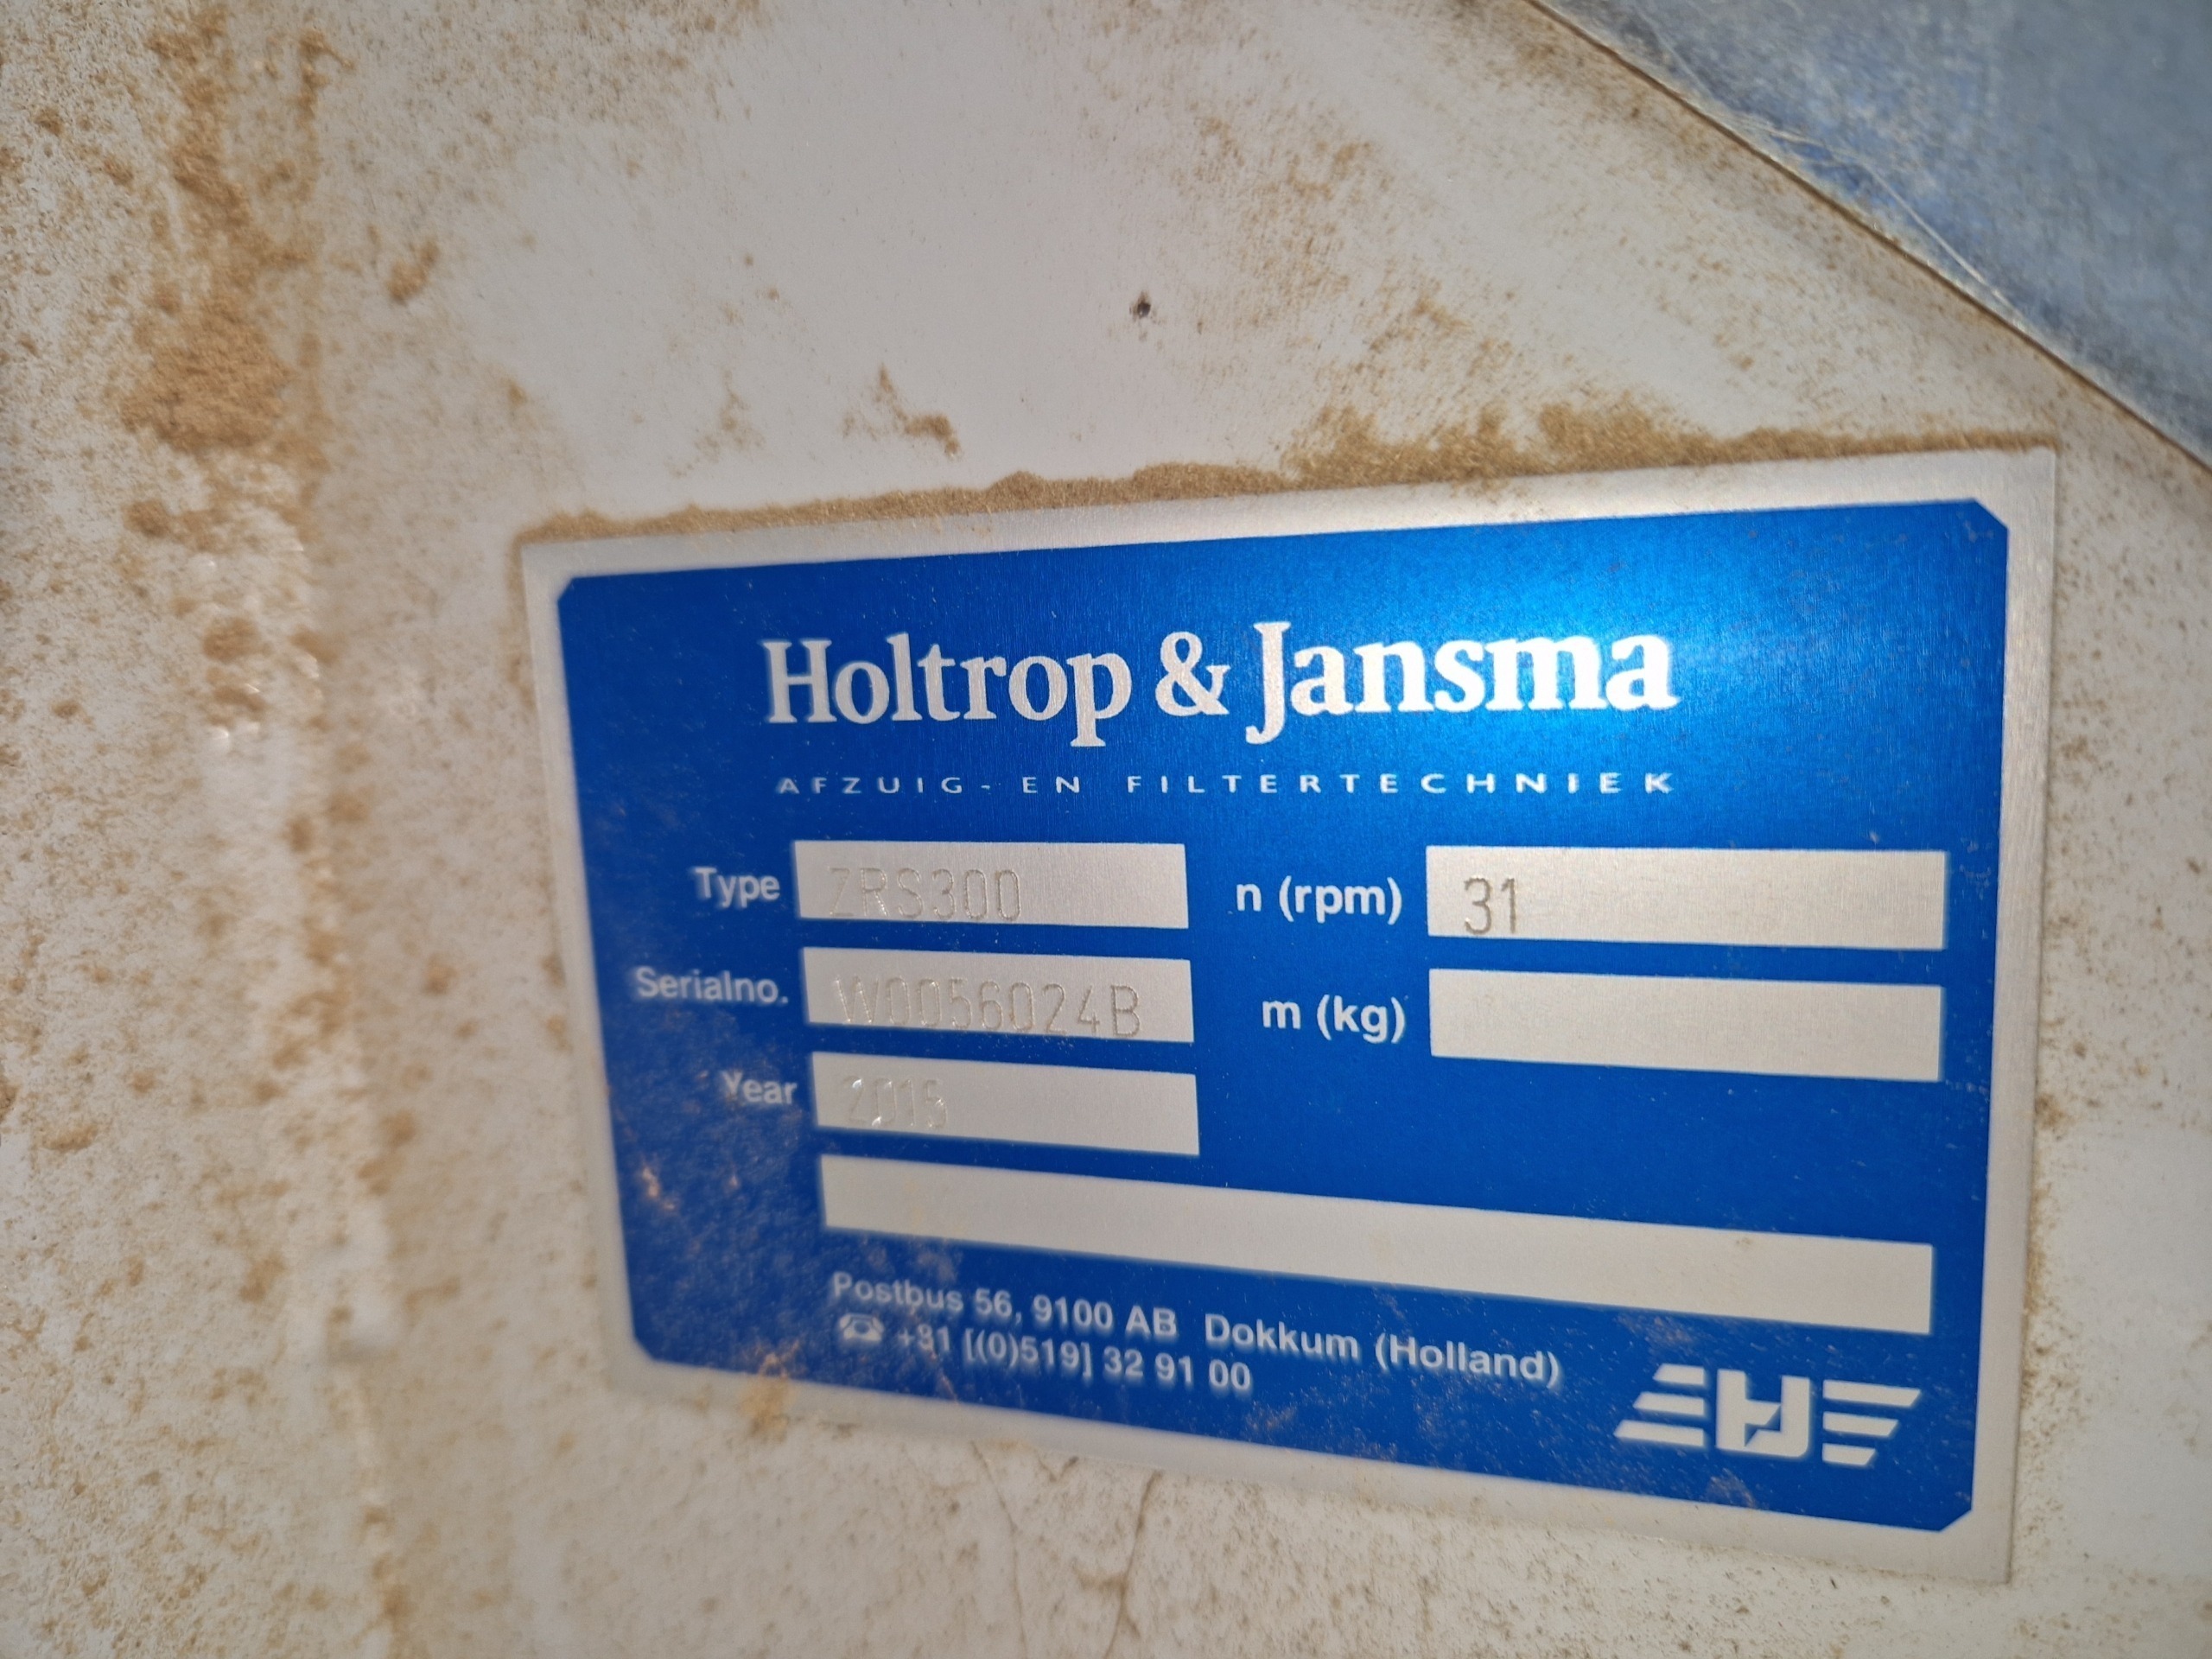 Holtrop & Jansma
AFZUIG- EN FILTERTECHNIEK
Type ZRS300 n (rpm) 31
Serialno. W0056024B m (kg)
Year
Postbus 56, 9100 AB Dokkum (Holland)
+31 [(0)519] 32 91 00